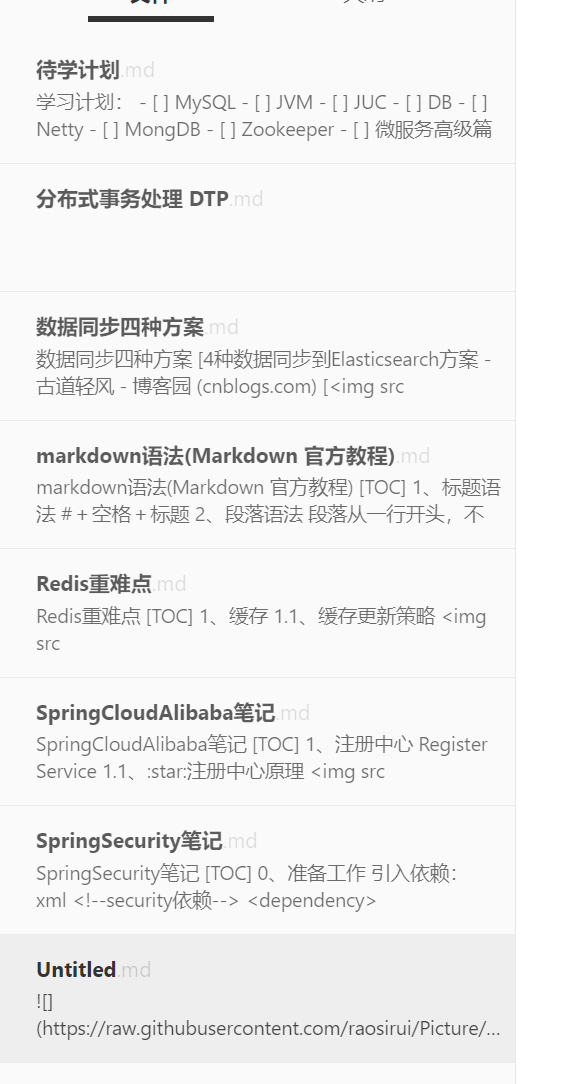 待学计划.md
学习计划： - [ ] MySQL - [ ] JVM - [ ] JUC - [ ] DB - [ ]
Netty - [ ] MongDB - [ ] Zookeeper - [ ] 微服务高级篇
分布式事务处理 DTP.md
数据同步四种方案.md
数据同步四种方案 [4种数据同步到Elasticsearch方案 -
古道轻风 - 博客园 (cnblogs.com) [<img src
markdown语法(Markdown 官方教程).md
markdown语法(Markdown 官方教程) [TOC] 1、标题语
法 #＋空格＋标题 2、段落语法 段落从一行开头，不
Redis重难点.md
Redis重难点 [TOC] 1、缓存 1.1、缓存更新策略 <img
src
SpringCloudAlibaba笔记.md
SpringCloudAlibaba笔记 [TOC] 1、注册中心 Register
Service 1.1、:star:注册中心原理 <img src
SpringSecurity笔记.md
SpringSecurity笔记 [TOC] 0、准备工作 引入依赖：
xml <!--security依赖--> <dependency>
Untitled.md
![]
(https://raw.githubusercontent.com/raosirui/Picture/...